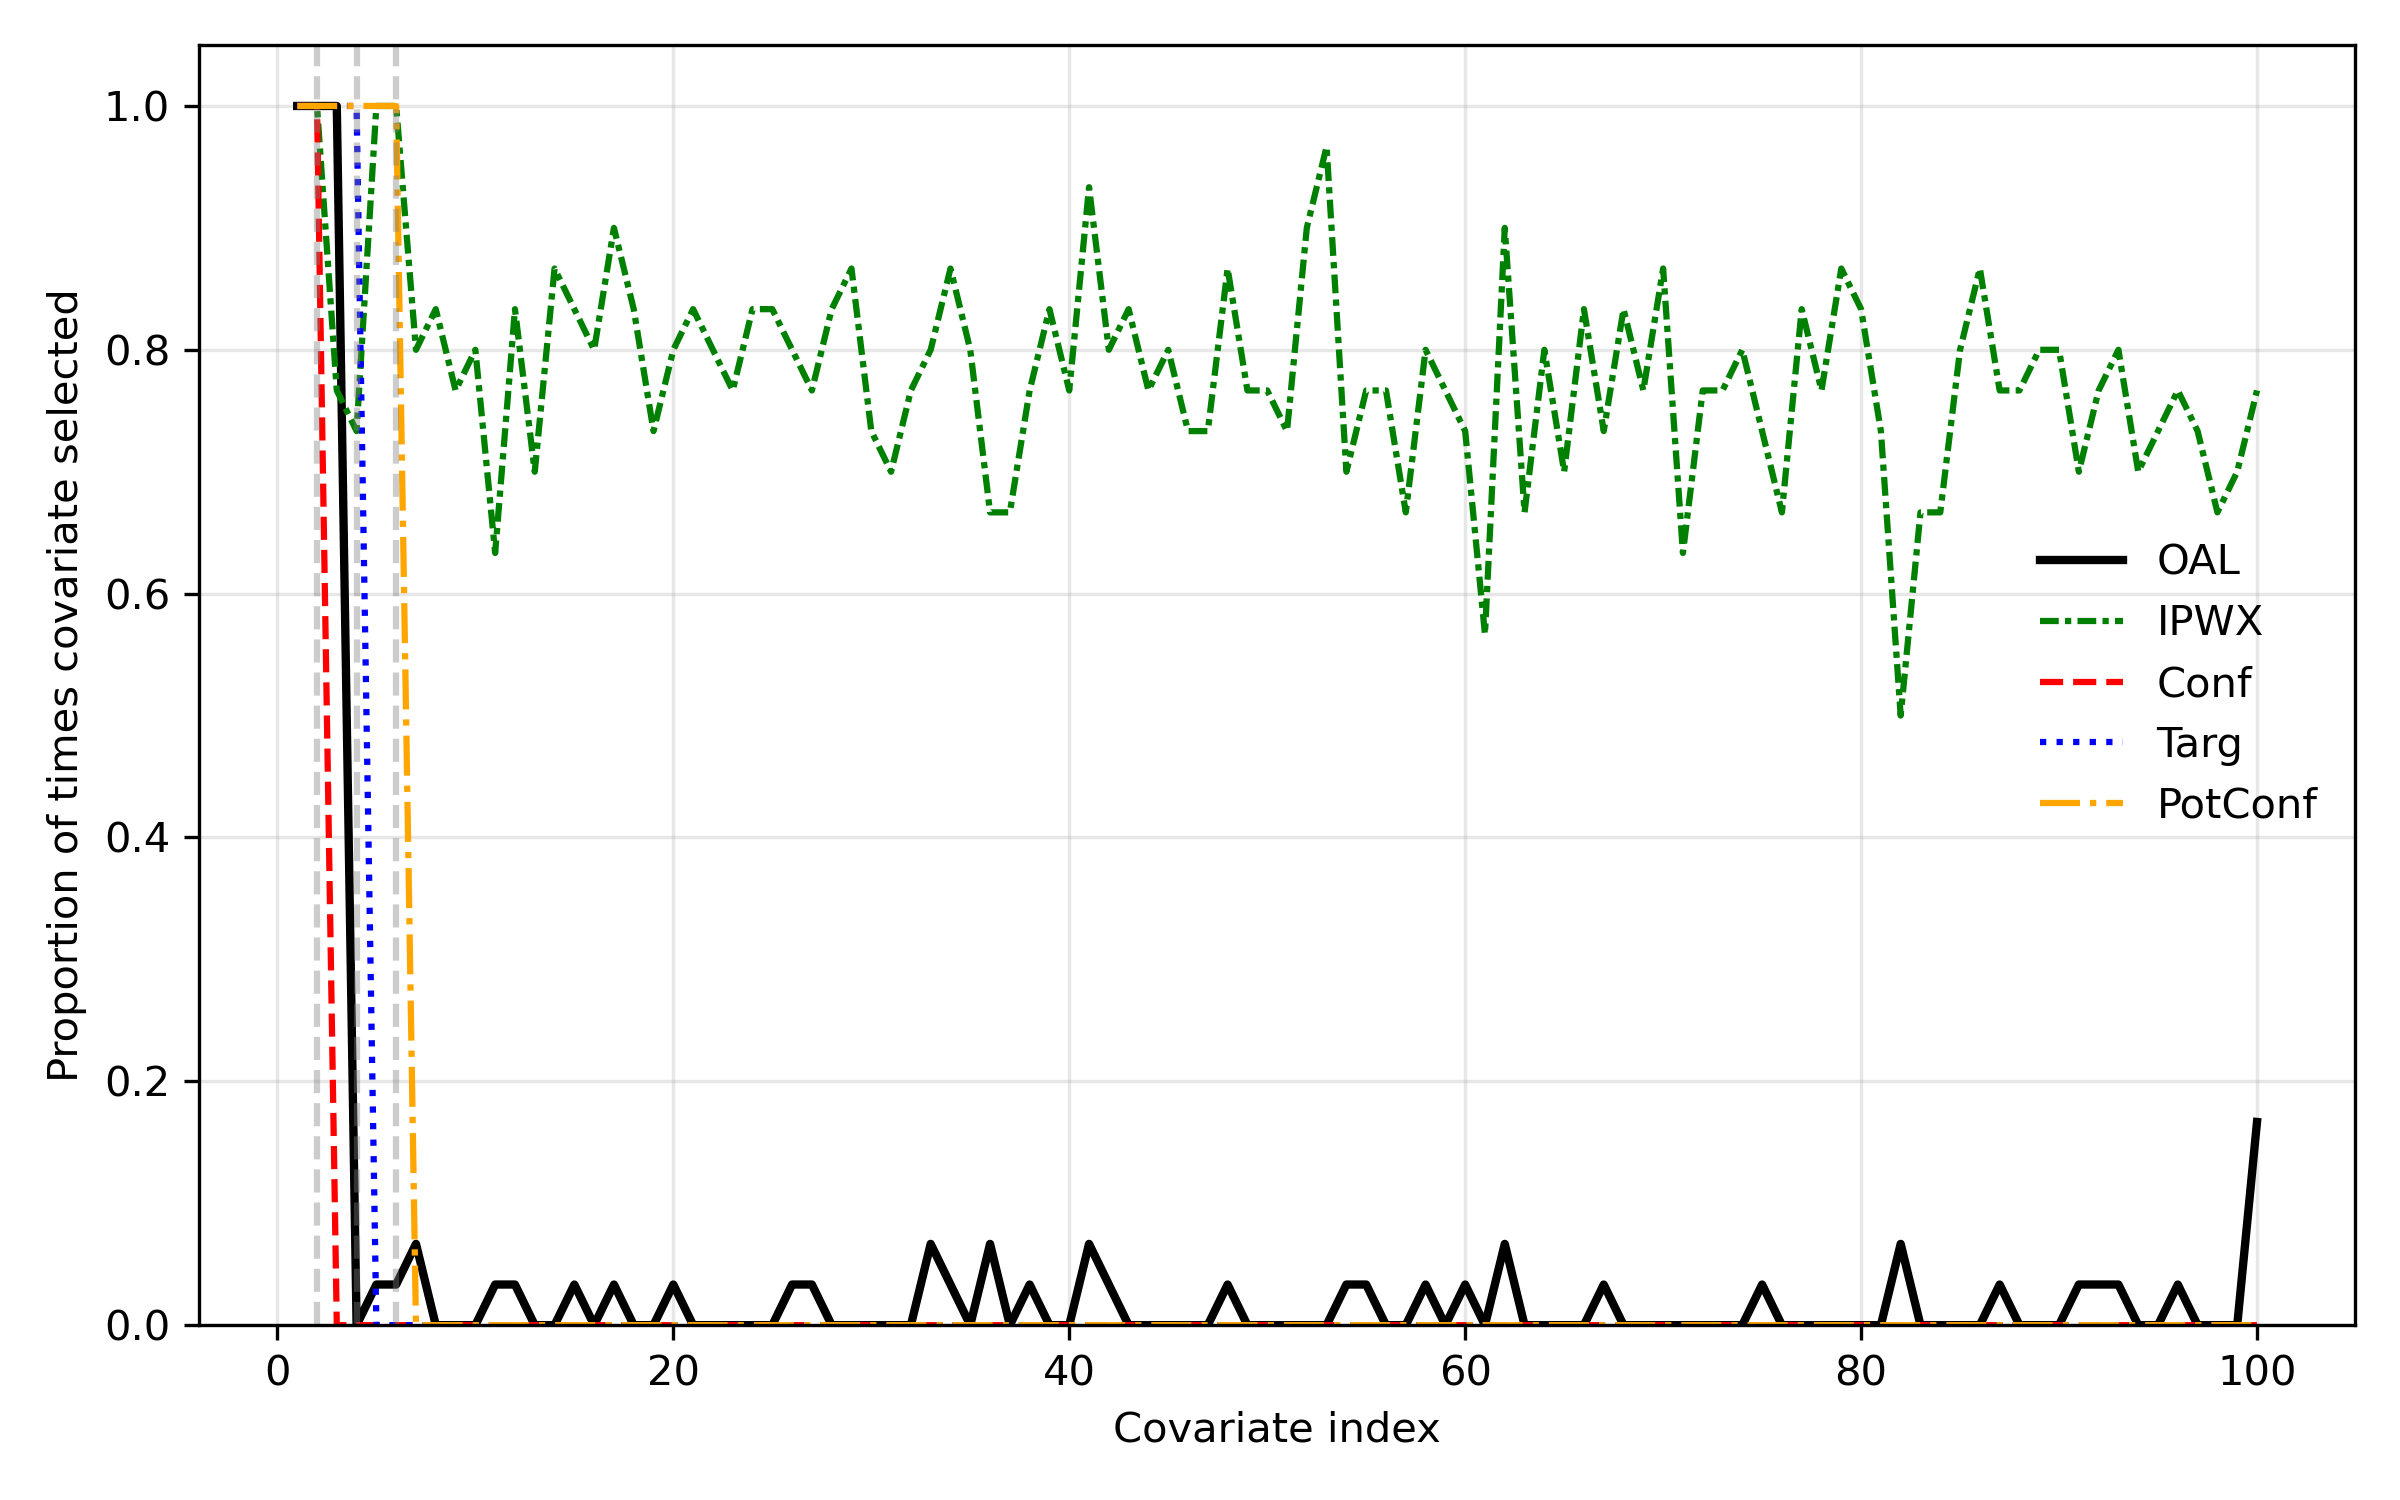 1.0
0.8
0.6
0.4
0.2
0.0
Proportion of times covariate selected
OAL
IPWX
Conf
Targ
PotConf
0 20 40 60 80 100
Covariate index